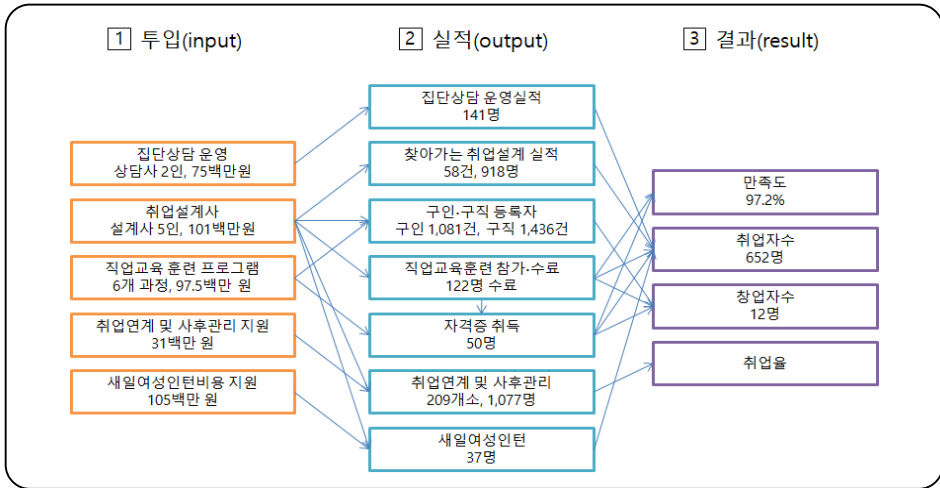 1 투입(input)
2 실적(output)
3 결과(result)
집단상담 운영
상담사 2인, 75백만원
취업설계사
설계사 5인, 101백만원
직업교육 훈련 프로그램
6개 과정, 97.5백만 원
취업연계 및 사후관리 지원
31백만 원
새일여성인턴비용 지원
105백만 원
집단상담 운영실적
141명
찾아가는 취업설계 실적
58건, 918명
구인·구직 등록자
구인 1,081건, 구직 1,436건
직업교육훈련 참가·수료
122명 수료
자격증 취득
50명
취업연계 및 사후관리
209개소, 1,077명
새일여성인턴
37명
만족도
97.2%
취업자수
652명
창업자수
12명
취업율